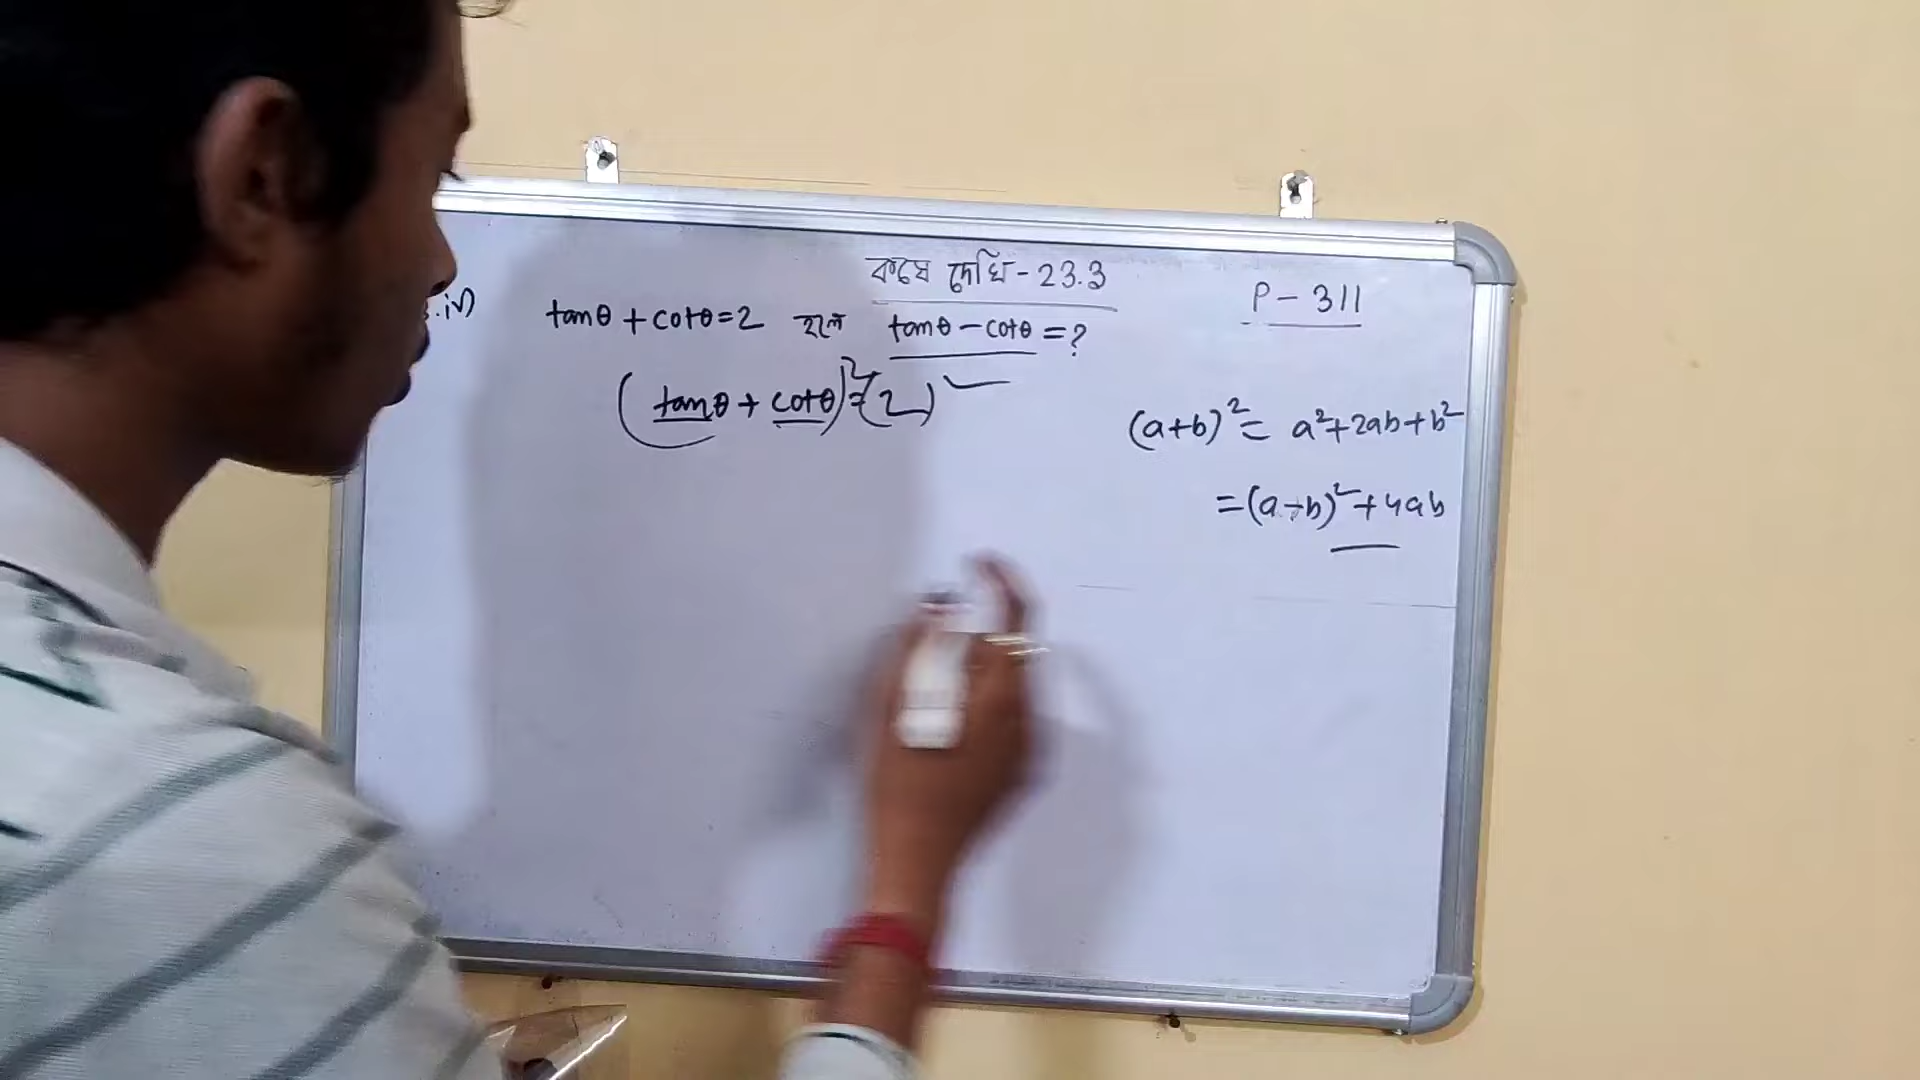 কষে দেখি - 23.3
P - 311
.iv) tanθ + cotθ = 2 হলে tanθ - cotθ = ?
(tanθ + cotθ)² = (2)²
(a+b)² = a²+2ab+b²
= (a-b)²+4ab